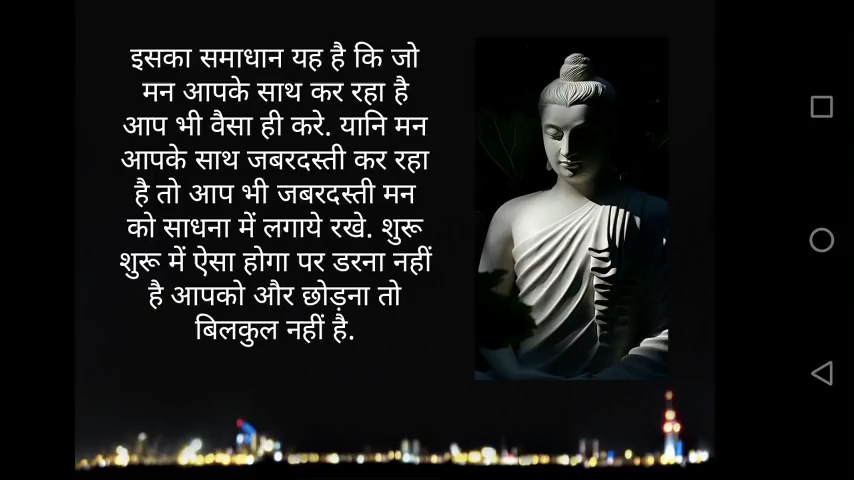 इसका समाधान यह है कि जो
मन आपके साथ कर रहा है
आप भी वैसा ही करे. यानि मन
आपके साथ जबरदस्ती कर रहा
है तो आप भी जबरदस्ती मन
को साधना में लगाये रखे. शुरू
शुरू में ऐसा होगा पर डरना नहीं
है आपको और छोड़ना तो
बिलकुल नहीं है.